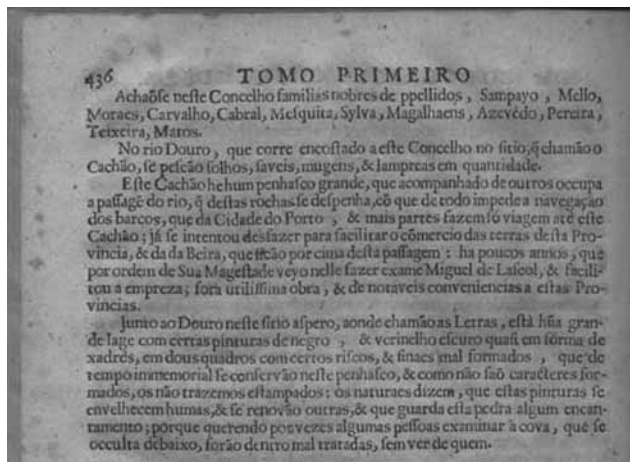 436 TOMO PRIMEIRO
Achaõse neste Concelho familias nobres de ppellidos, Sampayo, Mello,
Moraes, Carvalho, Cabral, Mesquita, Sylva, Magalhaens, Azevedo, Pereira,
Teixeira, Matos.
No rio Douro, que corre encostado a este Concelho no sitio, q̃ chamão o
Cachão, se pescão solhos, saveis, mugens, & lampreas em quantidade.
Este Cachão he hum penhasco grande, que acompanhado de outros occupa
a passagẽ do rio, q̃ destas rochas se despenha, cõ que de todo impede a navegação
dos barcos, que da Cidade do Porto, & mais partes fazem só viagem atè este
Cachão: já se intentou desfazer para facilitar o cõmercio das terras desta Pro-
vincia, & da da Beira, que ficão por cima desta passagem: ha poucos annos, que
por ordem de Sua Magestade veyo nelle fazer exame Miguel de Lascol, & facili-
tou a empreza; fora utilissima obra, & de notaveis conveniencias a estas Pro-
vincias.
Junto ao Douro neste sitio aspero, aonde chamão as Letras, està hũa gran-
de lage com certas pinturas de negro, & vermelho escuro quasi em fórma de
xadrès, em dous quadros com certos riscos, & sinaes mal formados, que de
tempo immemorial se conservão neste penhasco, & como não saõ caracteres for-
mados, os não trazemos estampados: os naturaes dizem, que estas pinturas se
envelhecem humas, & se renovão outras, & que guarda esta pedra algum encan-
tamento; porque querendo por vezes algumas pessoas examinar a cova, que se
occulta debaixo, forão dentro mal tratadas, sem ver de quem.